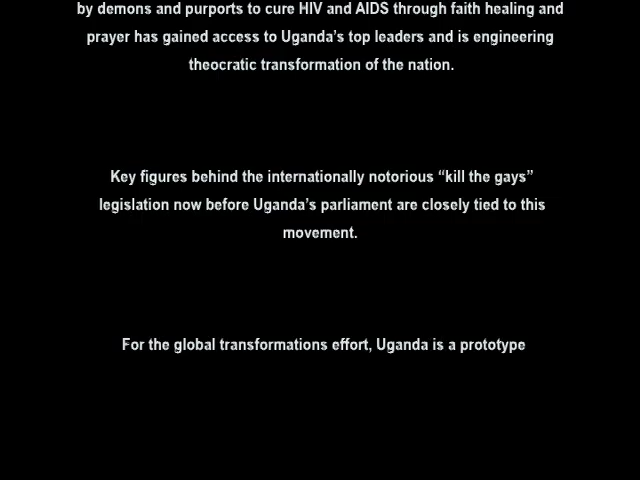 by demons and purports to cure HIV and AIDS through faith healing and
prayer has gained access to Uganda’s top leaders and is engineering
theocratic transformation of the nation.
Key figures behind the internationally notorious “kill the gays”
legislation now before Uganda’s parliament are closely tied to this
movement.
For the global transformations effort, Uganda is a prototype